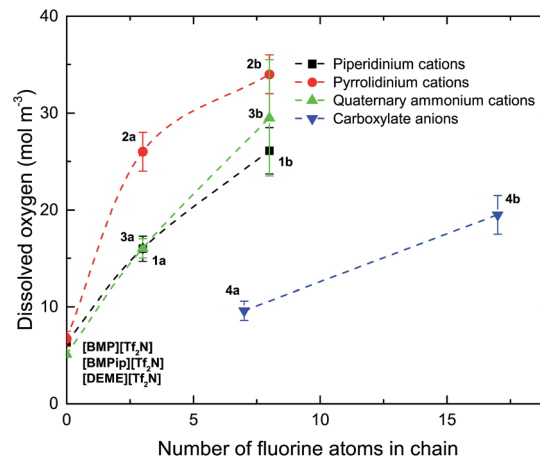 40
30
20
10
0
0
5
10
15
Dissolved oxygen (mol m⁻³)
Number of fluorine atoms in chain
Piperidinium cations
Pyrrolidinium cations
Quaternary ammonium cations
Carboxylate anions
2b
3b
1b
2a
3a
1a
4b
4a
[BMP][Tf₂N]
[BMPip][Tf₂N]
[DEME][Tf₂N]